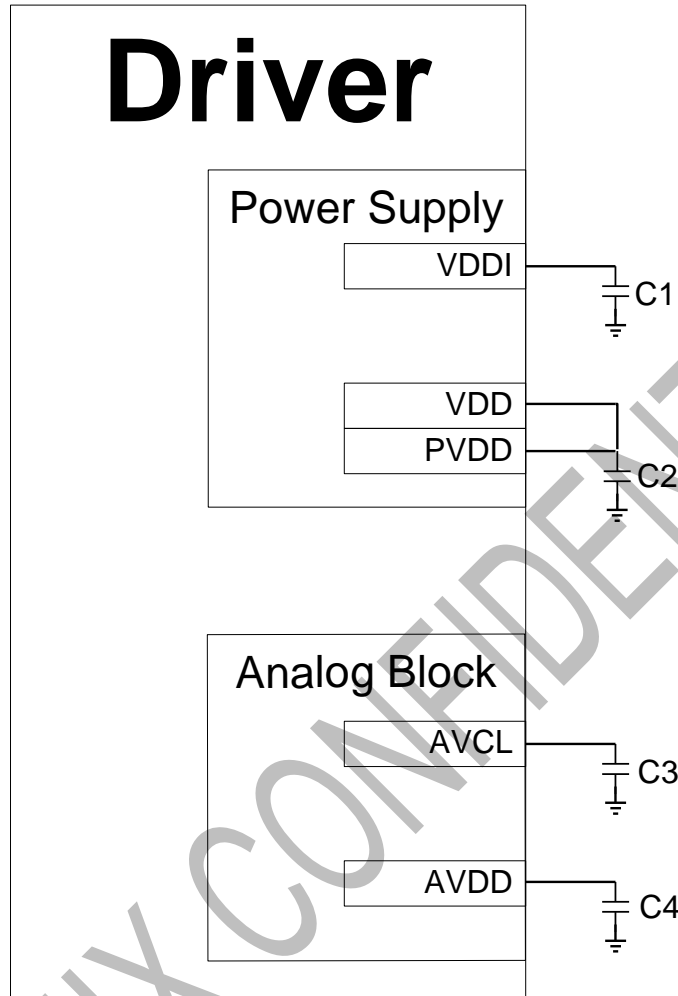 Driver
Power Supply
VDDI
C1
VDD
PVDD
C2
Analog Block
AVCL
C3
AVDD
C4